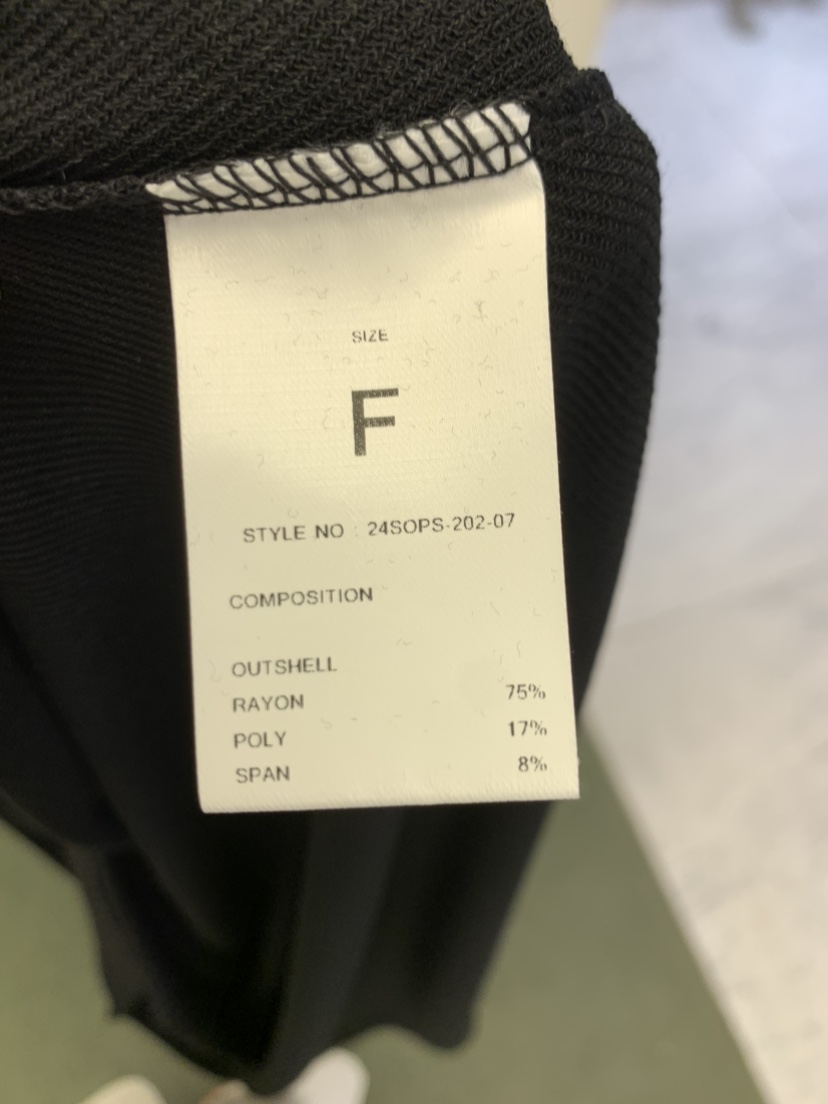 SIZE
F
STYLE NO : 24SOPS-202-07
COMPOSITION
OUTSHELL
RAYON 75%
POLY 17%
SPAN 8%